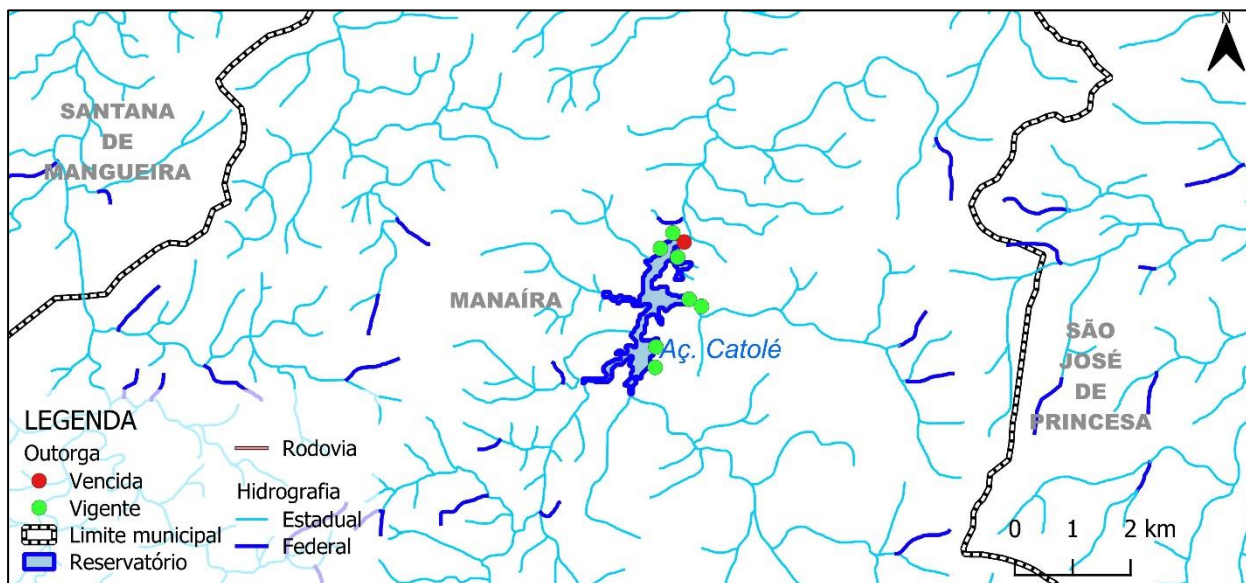 N
SANTANA
DE
MANGUEIRA
MANAÍRA
Aç. Catolé
SÃO
JOSÉ
DE
PRINCESA
LEGENDA
Outorga
Vencida
Vigente
Limite municipal
Reservatório
Rodovia
Hidrografia
Estadual
Federal
0 1 2 km